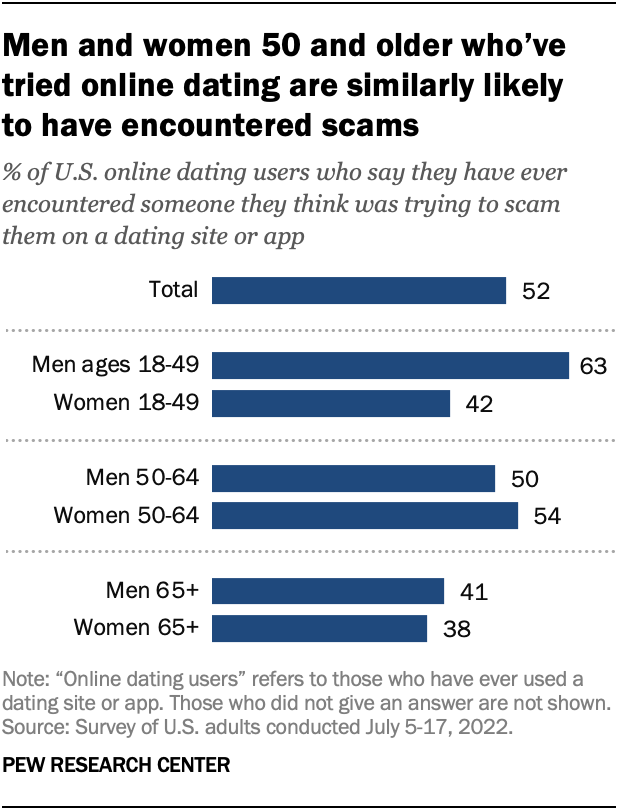 Men and women 50 and older who’ve
tried online dating are similarly likely
to have encountered scams
% of U.S. online dating users who say they have ever
encountered someone they think was trying to scam
them on a dating site or app
Total 52
Men ages 18-49 63
Women 18-49 42
Men 50-64 50
Women 50-64 54
Men 65+ 41
Women 65+ 38
Note: “Online dating users” refers to those who have ever used a
dating site or app. Those who did not give an answer are not shown.
Source: Survey of U.S. adults conducted July 5-17, 2022.
PEW RESEARCH CENTER